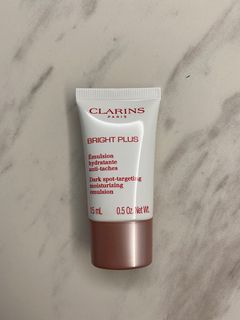 CLARINS
PARIS
BRIGHT PLUS
Émulsion
hydratante
anti-taches
Dark spot-targeting
moisturizing
emulsion
15 mL 0.5 Oz. Net Wt.